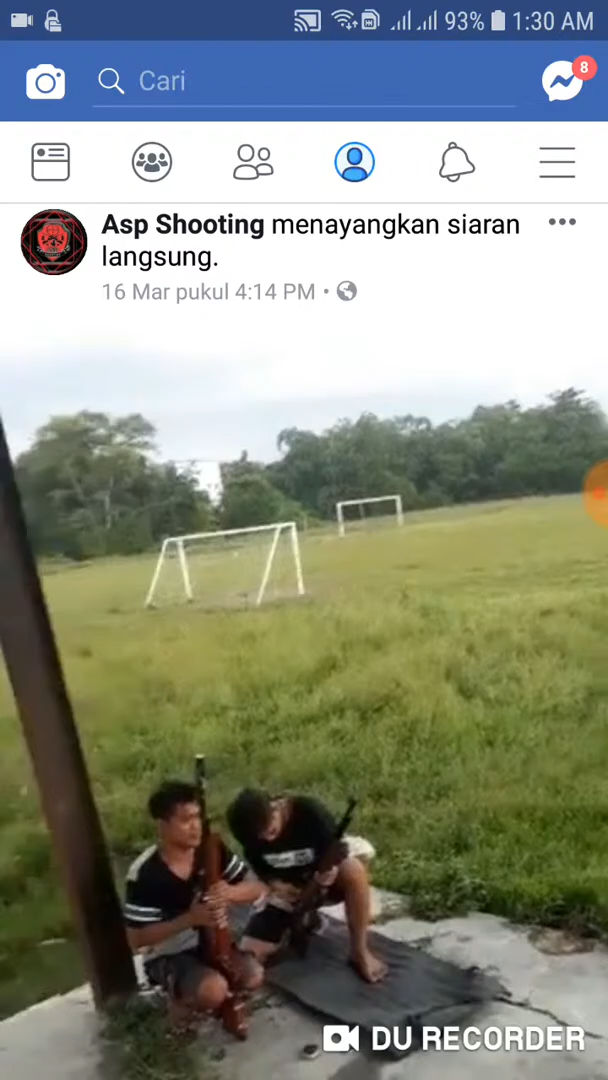 93% 1:30 AM
Cari
8
Asp Shooting menayangkan siaran
langsung.
16 Mar pukul 4:14 PM •
DU RECORDER